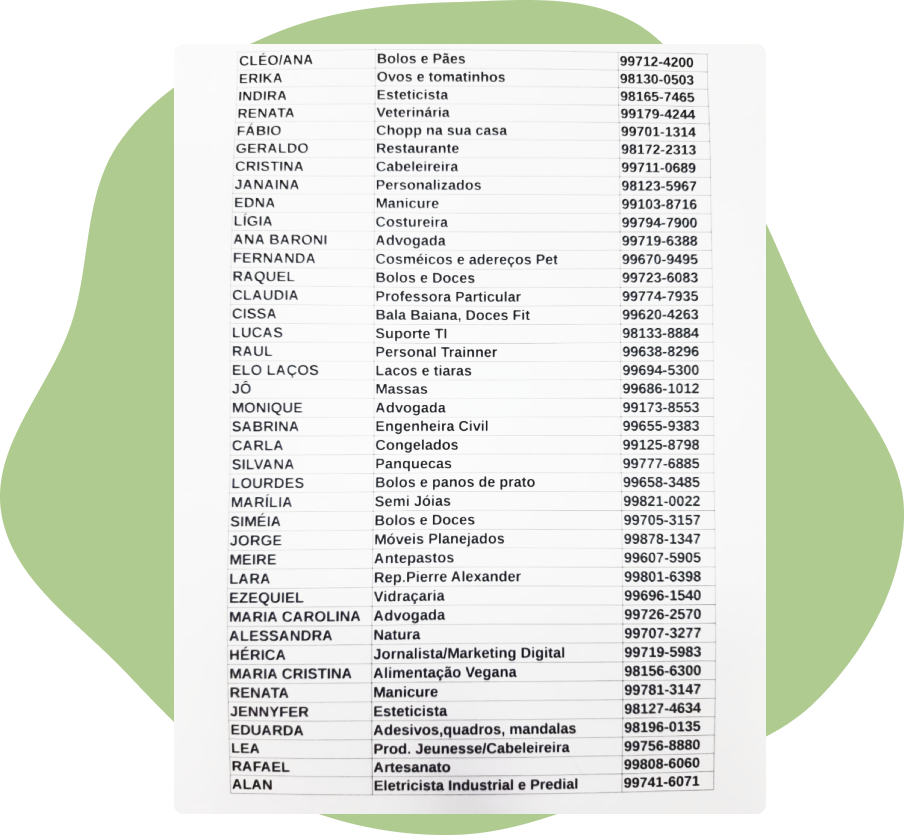 CLÉO/ANA Bolos e Pães 99712-4200
ERIKA Ovos e tomatinhos 98130-0503
INDIRA Esteticista 98165-7465
RENATA Veterinária 99179-4244
FÁBIO Chopp na sua casa 99701-1314
GERALDO Restaurante 98172-2313
CRISTINA Cabeleireira 99711-0689
JANAINA Personalizados 98123-5967
EDNA Manicure 99103-8716
LÍGIA Costureira 99794-7900
ANA BARONI Advogada 99719-6388
FERNANDA Cosméicos e adereços Pet 99670-9495
RAQUEL Bolos e Doces 99723-6083
CLAUDIA Professora Particular 99774-7935
CISSA Bala Baiana, Doces Fit 99620-4263
LUCAS Suporte TI 98133-8884
RAUL Personal Trainner 99638-8296
ELO LAÇOS Lacos e tiaras 99694-5300
JÔ Massas 99686-1012
MONIQUE Advogada 99173-8553
SABRINA Engenheira Civil 99655-9383
CARLA Congelados 99125-8798
SILVANA Panquecas 99777-6885
LOURDES Bolos e panos de prato 99658-3485
MARÍLIA Semi Jóias 99821-0022
SIMÉIA Bolos e Doces 99705-3157
JORGE Móveis Planejados 99878-1347
MEIRE Antepastos 99607-5905
LARA Rep.Pierre Alexander 99801-6398
EZEQUIEL Vidraçaria 99696-1540
MARIA CAROLINA Advogada 99726-2570
ALESSANDRA Natura 99707-3277
HÉRICA Jornalista/Marketing Digital 99719-5983
MARIA CRISTINA Alimentação Vegana 98156-6300
RENATA Manicure 99781-3147
JENNYFER Esteticista 98127-4634
EDUARDA Adesivos,quadros, mandalas 98196-0135
LEA Prod. Jeunesse/Cabeleireira 99756-8880
RAFAEL Artesanato 99808-6060
ALAN Eletricista Industrial e Predial 99741-6071